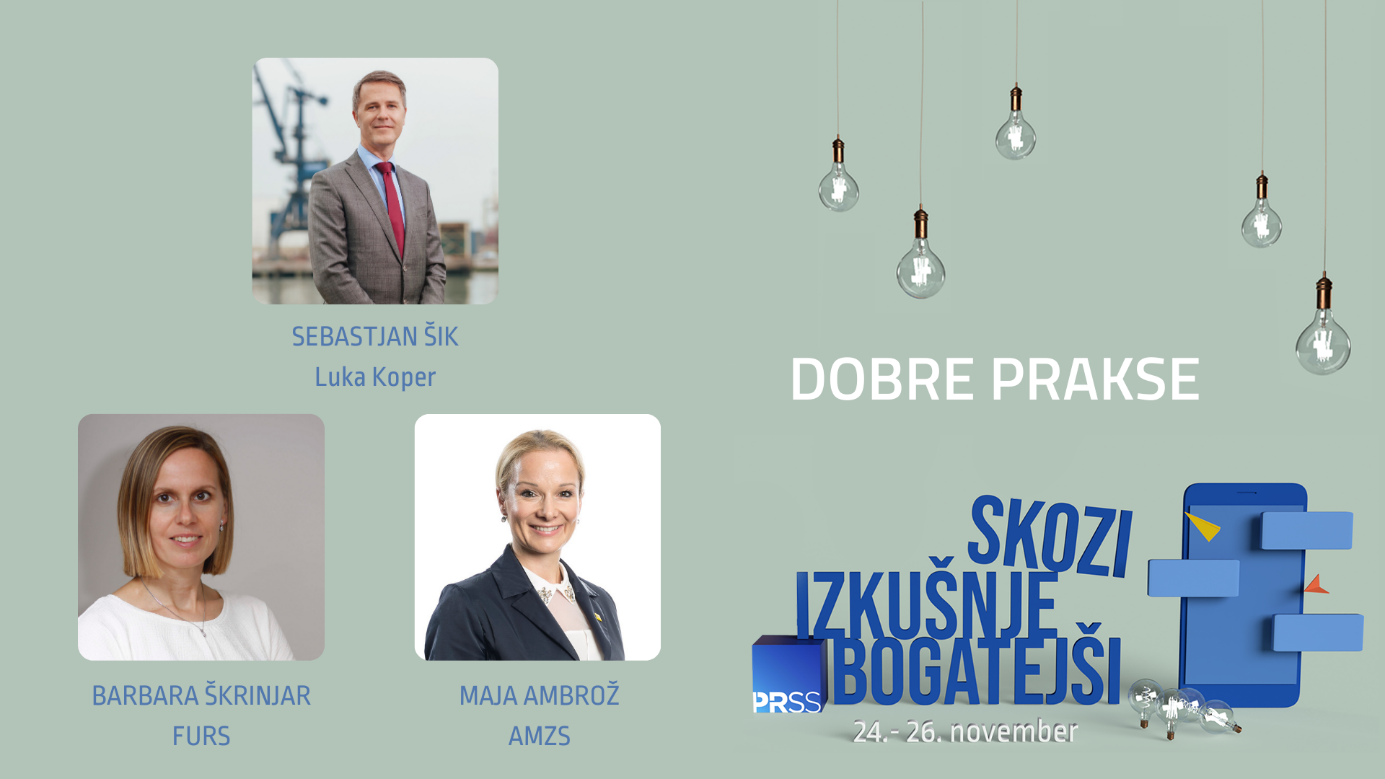 SEBASTJAN ŠIK
Luka Koper
BARBARA ŠKRINJAR
FURS
MAJA AMBROŽ
AMZS
DOBRE PRAKSE
SKOZI
IZKUŠNJE
BOGATEJŠI
PRSS
24.- 26. november